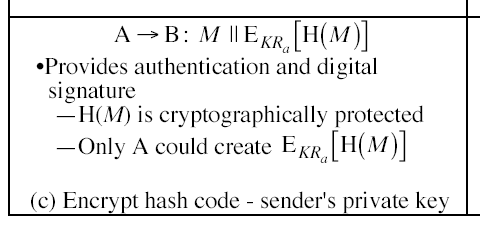 A → B: M || E_{KR_a}[H(M)]
•Provides authentication and digital
signature
—H(M) is cryptographically protected
—Only A could create E_{KR_a}[H(M)]
(c) Encrypt hash code - sender's private key